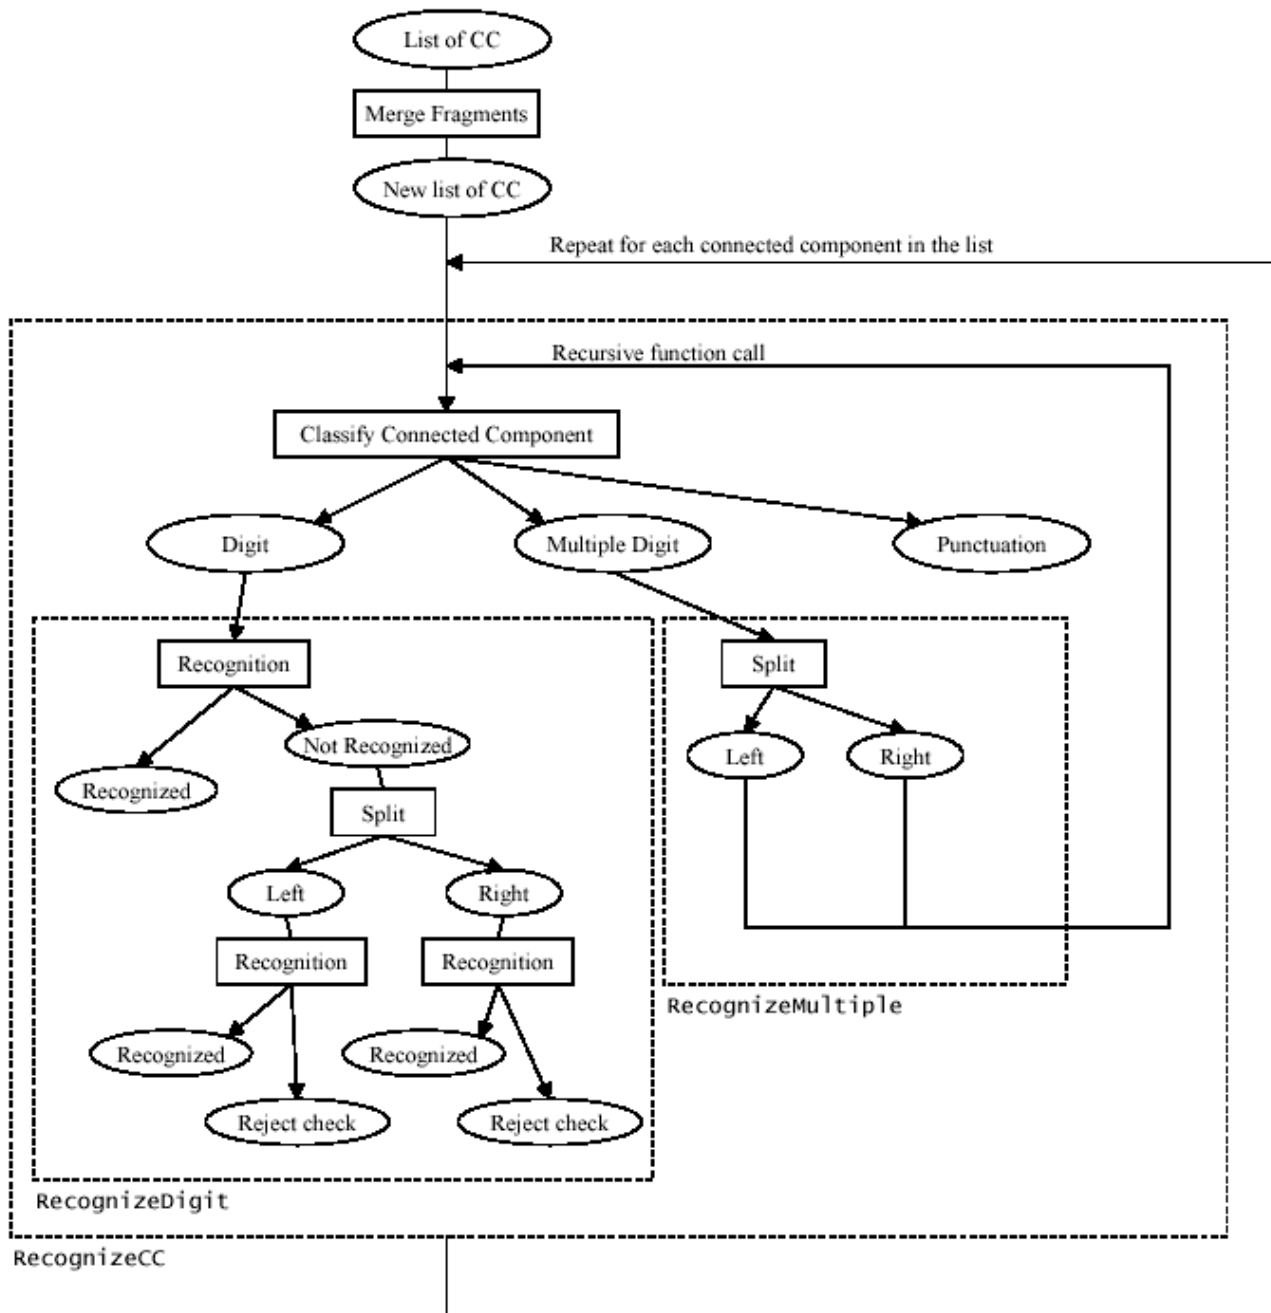 List of CC
Merge Fragments
New list of CC
Repeat for each connected component in the list
Recursive function call
Classify Connected Component
Digit
Multiple Digit
Punctuation
Recognition
Split
Not Recognized
Left
Right
Recognized
Split
Left
Right
Recognition
Recognition
RecognizeMultiple
Recognized
Recognized
Reject check
Reject check
RecognizeDigit
RecognizeCC